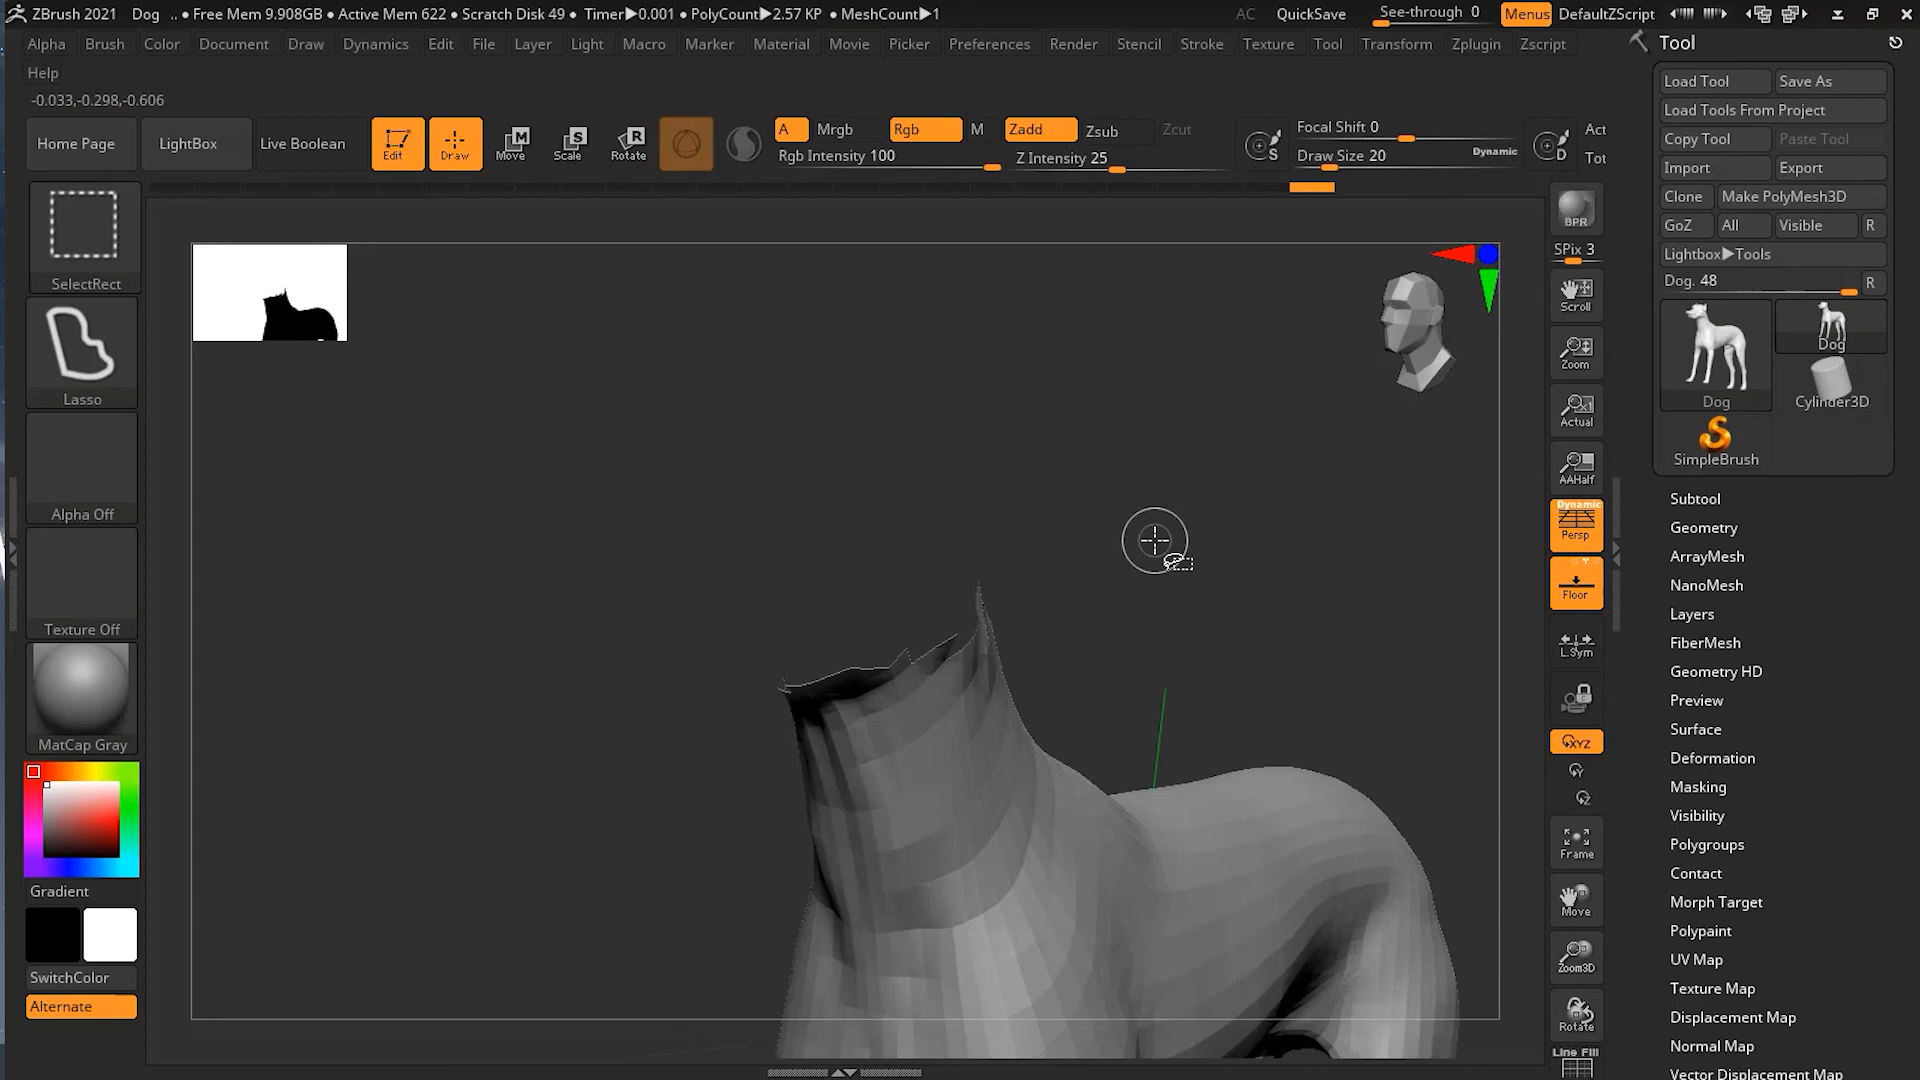 ZBrush 2021 Dog .. ● Free Mem 9.908GB ● Active Mem 622 ● Scratch Disk 49 ● Timer▶0.001 ● PolyCount▶2.57 KP ● MeshCount▶1 AC QuickSave See-through 0 Menus DefaultZScript
Alpha Brush Color Document Draw Dynamics Edit File Layer Light Macro Marker Material Movie Picker Preferences Render Stencil Stroke Texture Tool Transform Zplugin Zscript
Help
-0.033,-0.298,-0.606
Home Page LightBox Live Boolean Edit Draw Move Scale Rotate
M S R
A Mrgb Rgb M Zadd Zsub Zcut
Rgb Intensity 100 Z Intensity 25
S Focal Shift 0
Draw Size 20 Dynamic D
Act
Tot
SelectRect
Lasso
Alpha Off
Texture Off
MatCap Gray
Gradient
SwitchColor
Alternate
BPR
SPix 3
Scroll
Zoom
Actual
AAHalf
Dynamic
Persp
Floor
L.Sym
XYZ
Y
Z
Frame
Move
Zoom3D
Rotate
Line Fill
Tool
Load Tool Save As
Load Tools From Project
Copy Tool Paste Tool
Import Export
Clone Make PolyMesh3D
GoZ All Visible R
Lightbox▶Tools
Dog. 48 R
Dog
Dog
Cylinder3D
SimpleBrush
Subtool
Geometry
ArrayMesh
NanoMesh
Layers
FiberMesh
Geometry HD
Preview
Surface
Deformation
Masking
Visibility
Polygroups
Contact
Morph Target
Polypaint
UV Map
Texture Map
Displacement Map
Normal Map
Vector Displacement Map